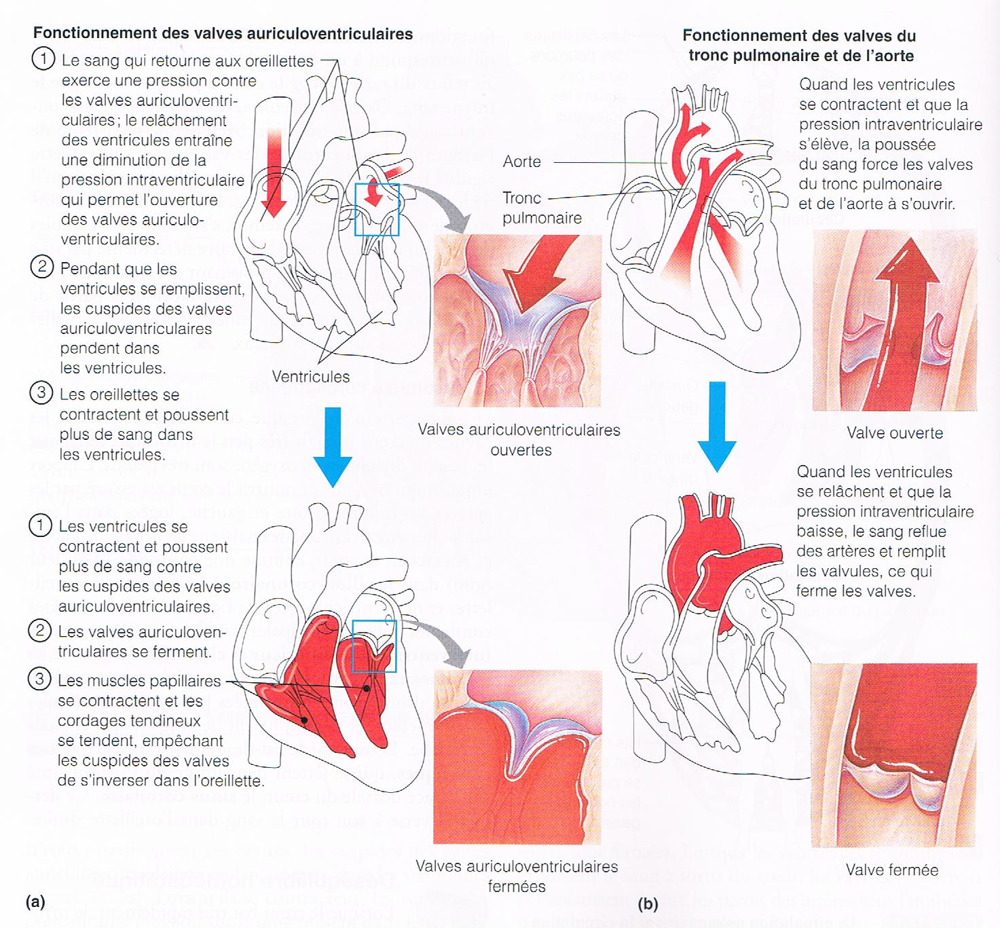 Fonctionnement des valves auriculoventriculaires
1 Le sang qui retourne aux oreillettes
exerce une pression contre
les valves auriculoventri-
culaires ; le relâchement
des ventricules entraîne
une diminution de la
pression intraventriculaire
qui permet l'ouverture
des valves auriculo-
ventriculaires.
2 Pendant que les
ventricules se remplissent,
les cuspides des valves
auriculoventriculaires
pendent dans
les ventricules.
3 Les oreillettes se
contractent et poussent
plus de sang dans
les ventricules.
Ventricules
Valves auriculoventriculaires
ouvertes
1 Les ventricules se
contractent et poussent
plus de sang contre
les cuspides des valves
auriculoventriculaires.
2 Les valves auriculoven-
triculaires se ferment.
3 Les muscles papillaires
se contractent et les
cordages tendineux
se tendent, empêchant
les cuspides des valves
de s'inverser dans l'oreillette.
Valves auriculoventriculaires
fermées
(a)
Fonctionnement des valves du
tronc pulmonaire et de l'aorte
Quand les ventricules
se contractent et que la
pression intraventriculaire
s'élève, la poussée
du sang force les valves
du tronc pulmonaire
et de l'aorte à s'ouvrir.
Aorte
Tronc
pulmonaire
Valve ouverte
Quand les ventricules
se relâchent et que la
pression intraventriculaire
baisse, le sang reflue
des artères et remplit
les valvules, ce qui
ferme les valves.
Valve fermée
(b)